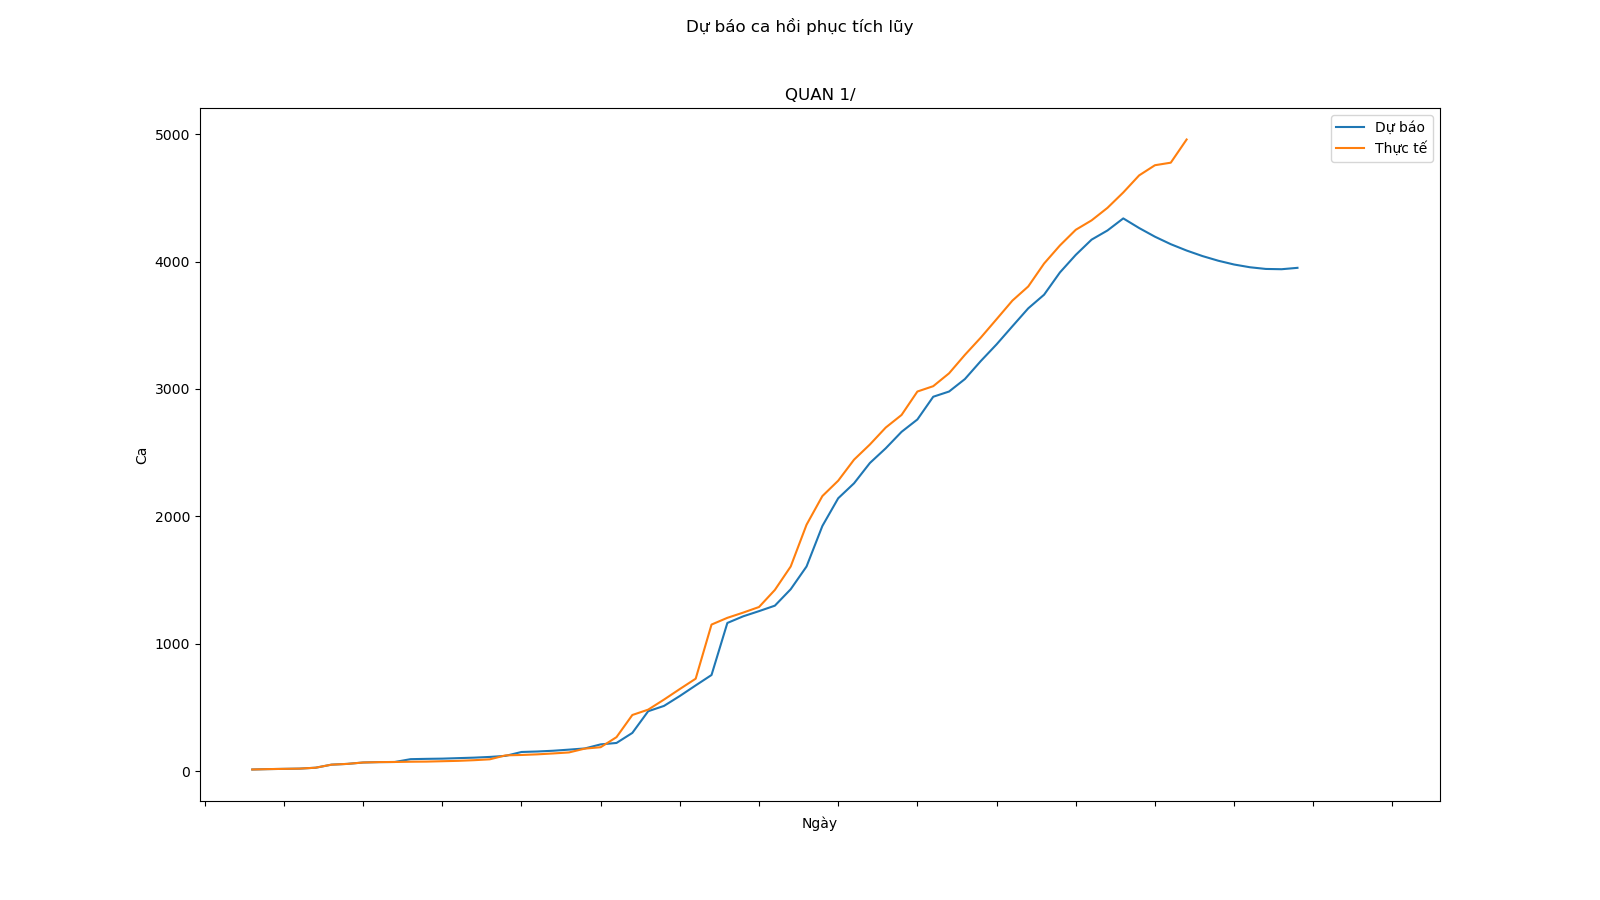 Dự báo ca hồi phục tích lũy
QUAN 1/
Dự báo
Thực tế
5000
4000
3000
2000
1000
0
Ca
Ngày